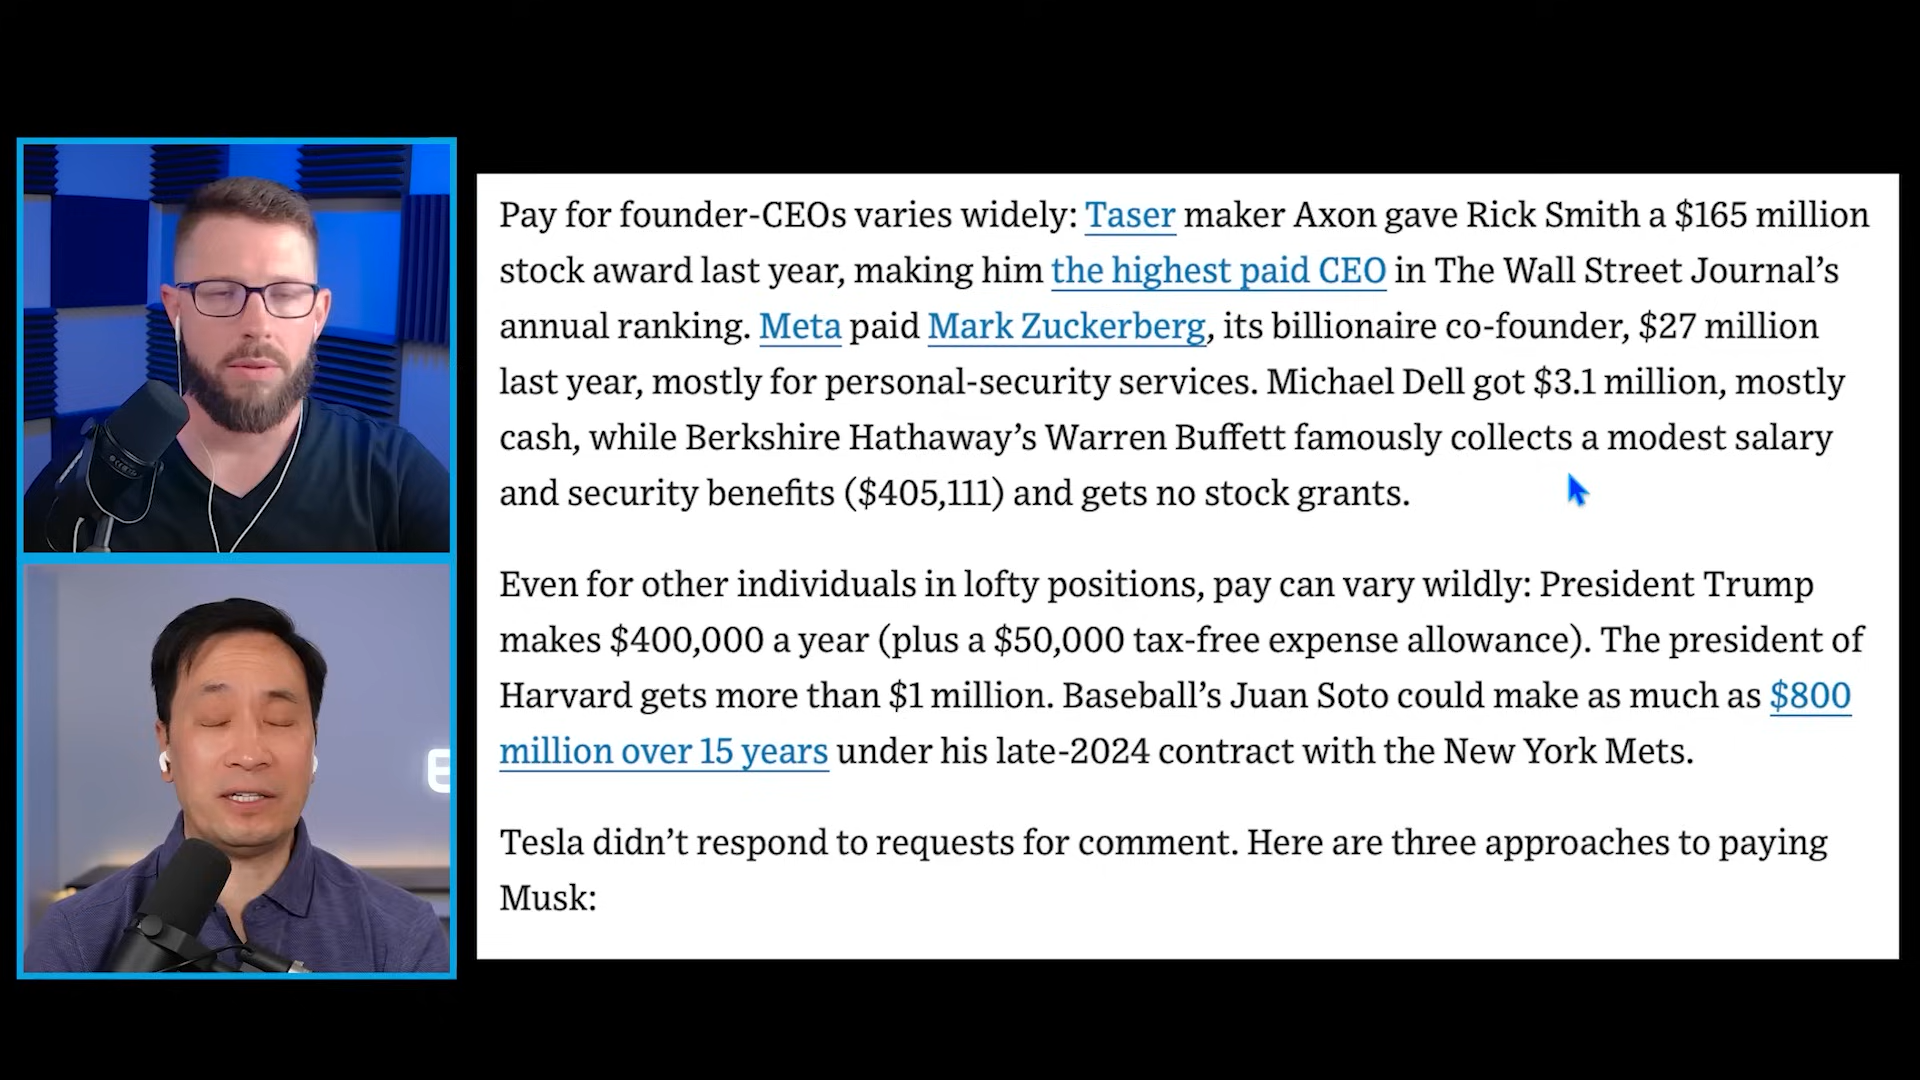 Pay for founder-CEOs varies widely: Taser maker Axon gave Rick Smith a $165 million
stock award last year, making him the highest paid CEO in The Wall Street Journal’s
annual ranking. Meta paid Mark Zuckerberg, its billionaire co-founder, $27 million
last year, mostly for personal-security services. Michael Dell got $3.1 million, mostly
cash, while Berkshire Hathaway’s Warren Buffett famously collects a modest salary
and security benefits ($405,111) and gets no stock grants.
Even for other individuals in lofty positions, pay can vary wildly: President Trump
makes $400,000 a year (plus a $50,000 tax-free expense allowance). The president of
Harvard gets more than $1 million. Baseball’s Juan Soto could make as much as $800
million over 15 years under his late-2024 contract with the New York Mets.
Tesla didn’t respond to requests for comment. Here are three approaches to paying
Musk: